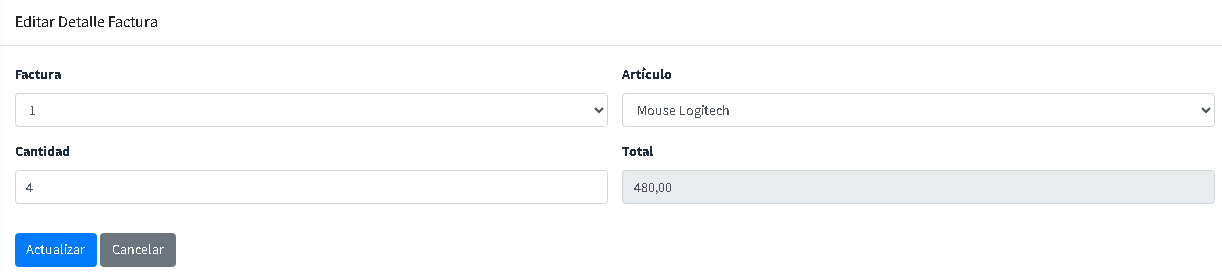 Editar Detalle Factura
Factura
Artículo
1
Mouse Logitech
Cantidad
Total
4
480,00
Actualizar
Cancelar